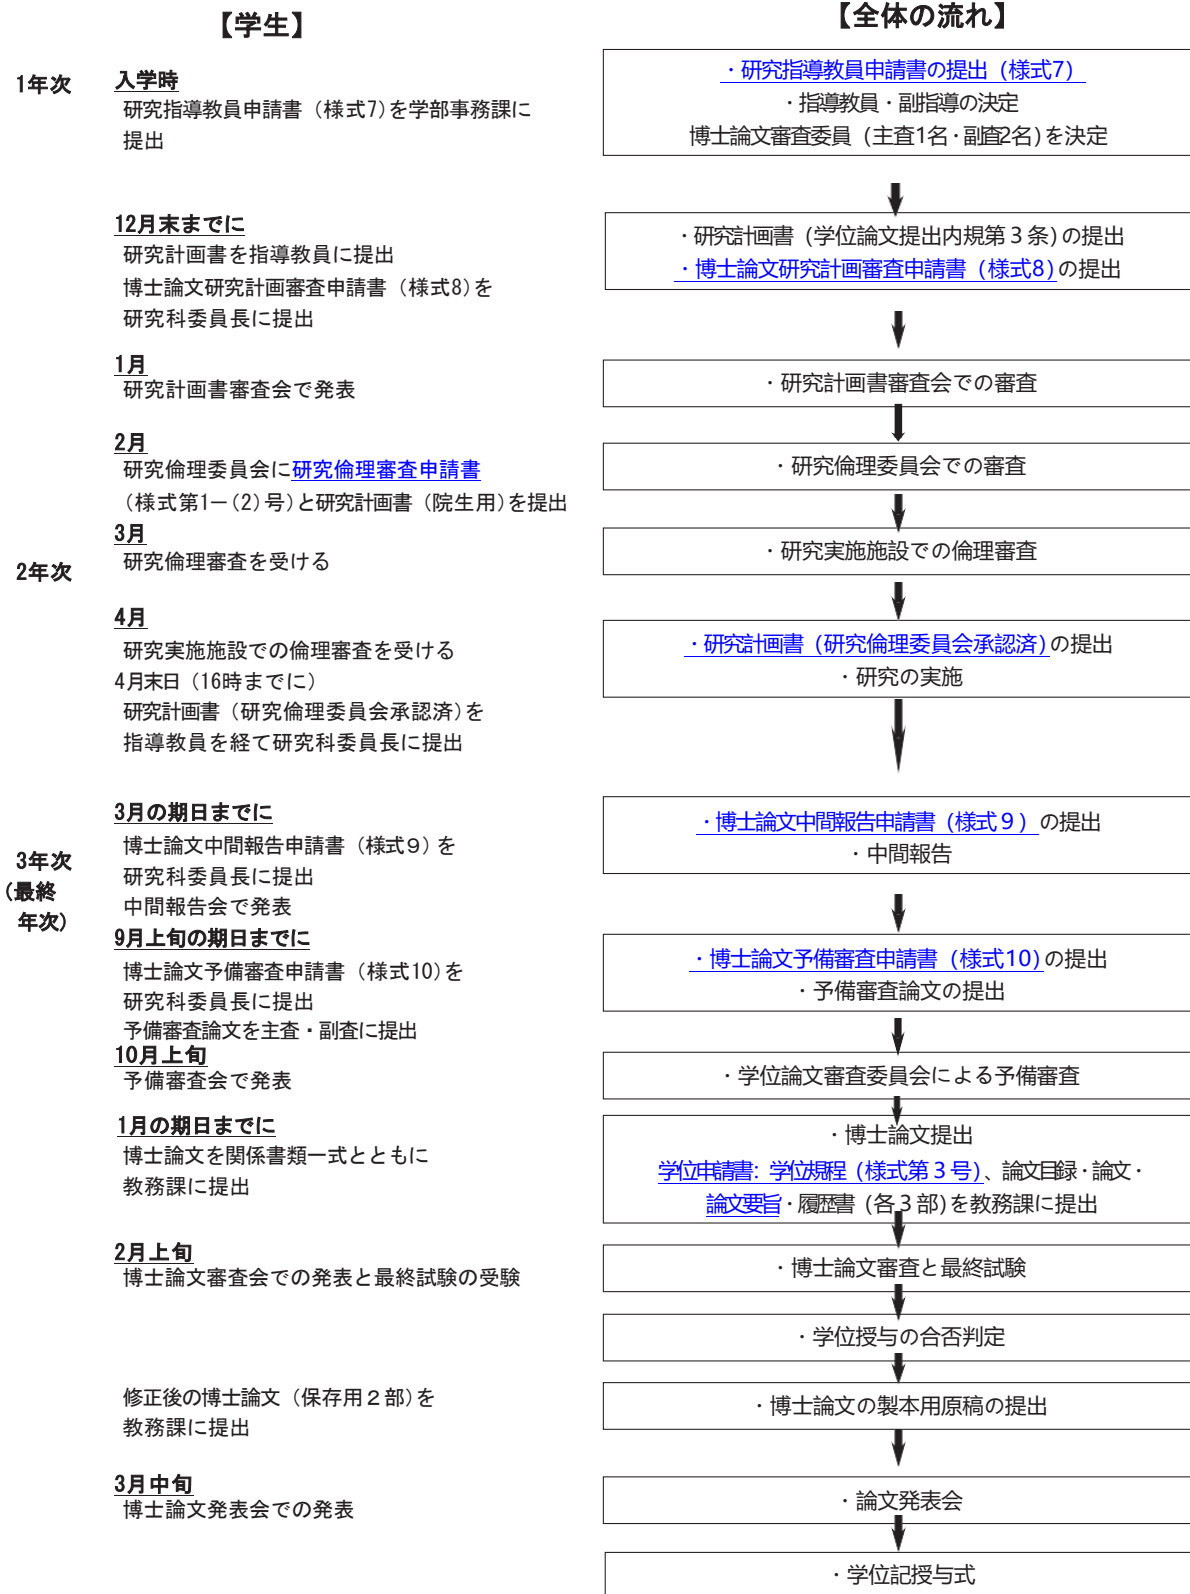 【学生】
1年次
入学時
研究指導教員申請書（様式7）を学部事務課に
提出
12月末までに
研究計画書を指導教員に提出
博士論文研究計画審査申請書（様式8）を
研究科委員長に提出
1月
研究計画書審査会で発表
2月
研究倫理委員会に研究倫理審査申請書
（様式第1－(2)号）と研究計画書（院生用）を提出
3月
研究倫理審査を受ける
2年次
4月
研究実施施設での倫理審査を受ける
4月末日（16時までに）
研究計画書（研究倫理委員会承認済）を
指導教員を経て研究科委員長に提出
3月の期日までに
博士論文中間報告申請書（様式９）を
研究科委員長に提出
中間報告会で発表
3年次
（最終
年次）
9月上旬の期日までに
博士論文予備審査申請書（様式10）を
研究科委員長に提出
予備審査論文を主査・副査に提出
10月上旬
予備審査会で発表
1月の期日までに
博士論文を関係書類一式とともに
教務課に提出
2月上旬
博士論文審査会での発表と最終試験の受験
修正後の博士論文（保存用２部）を
教務課に提出
3月中旬
博士論文発表会での発表
【全体の流れ】
・研究指導教員申請書の提出（様式7）
・指導教員・副指導の決定
博士論文審査委員（主査1名・副査2名）を決定
・研究計画書（学位論文提出内規第３条）の提出
・博士論文研究計画審査申請書（様式8）の提出
・研究計画書審査会での審査
・研究倫理委員会での審査
・研究実施施設での倫理審査
・研究計画書（研究倫理委員会承認済）の提出
・研究の実施
・博士論文中間報告申請書（様式９）の提出
・中間報告
・博士論文予備審査申請書（様式10）の提出
・予備審査論文の提出
・学位論文審査委員会による予備審査
・博士論文提出
学位申請書：学位規程（様式第３号）、論文目録・論文・
論文要旨・履歴書（各３部）を教務課に提出
・博士論文審査と最終試験
・学位授与の合否判定
・博士論文の製本用原稿の提出
・論文発表会
・学位記授与式